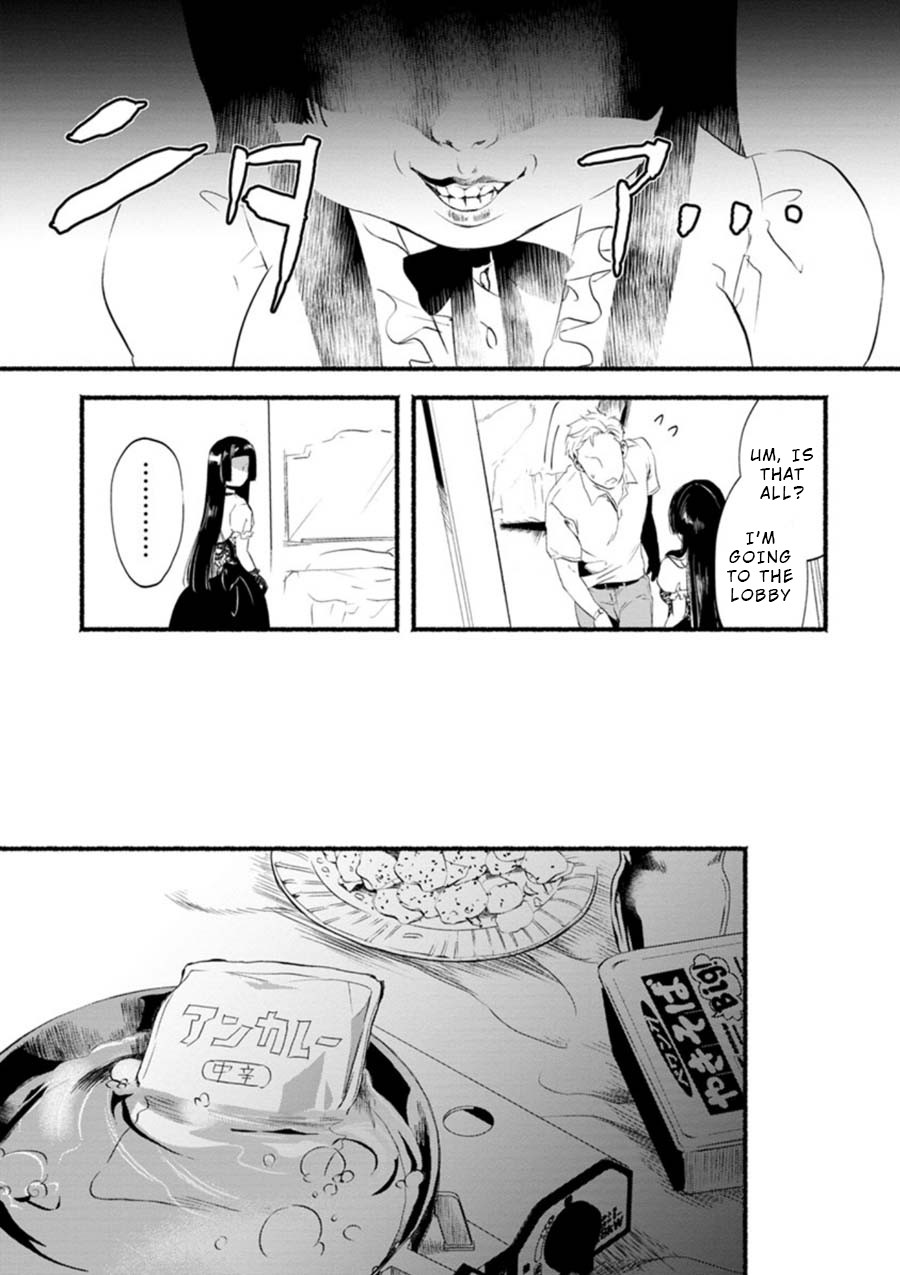 ニタァ...
UM, IS
THAT
ALL?
I'M
GOING
TO THE
LOBBY
........
アンカレー
中辛
Big!